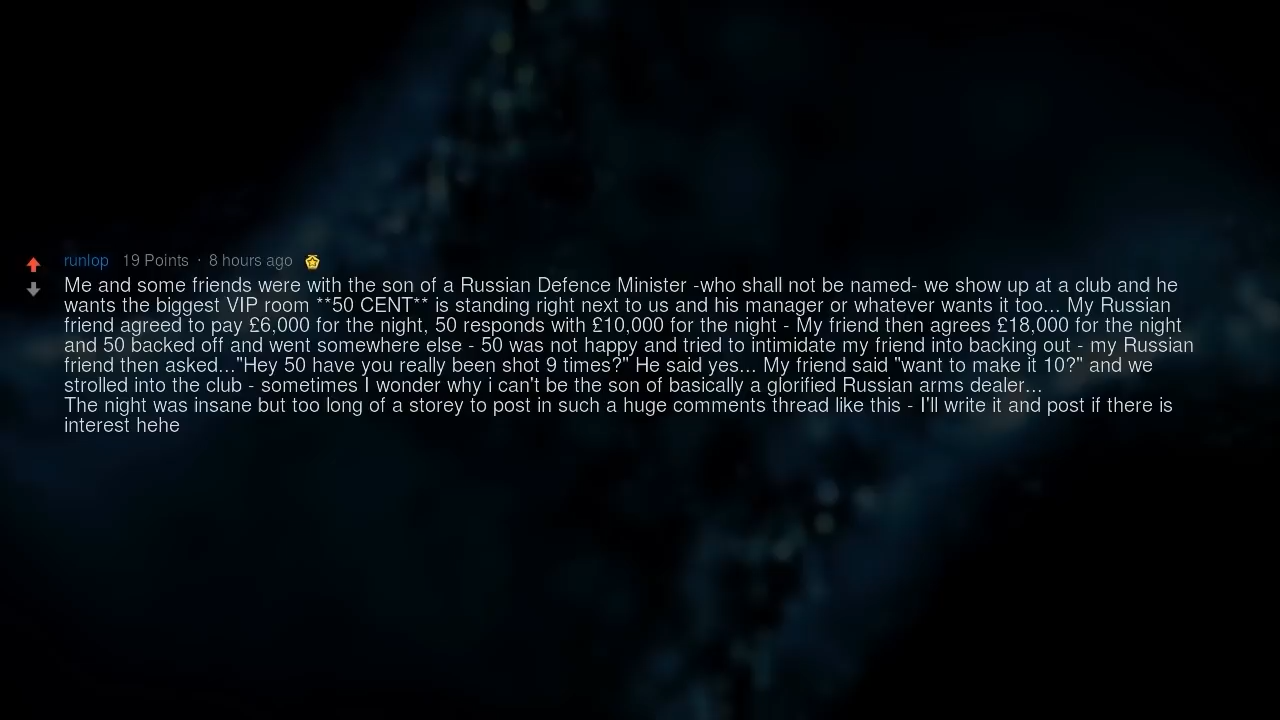 runlop 19 Points · 8 hours ago
Me and some friends were with the son of a Russian Defence Minister -who shall not be named- we show up at a club and he
wants the biggest VIP room **50 CENT** is standing right next to us and his manager or whatever wants it too... My Russian
friend agreed to pay £6,000 for the night, 50 responds with £10,000 for the night - My friend then agrees £18,000 for the night
and 50 backed off and went somewhere else - 50 was not happy and tried to intimidate my friend into backing out - my Russian
friend then asked..."Hey 50 have you really been shot 9 times?" He said yes... My friend said "want to make it 10?" and we
strolled into the club - sometimes I wonder why i can't be the son of basically a glorified Russian arms dealer...
The night was insane but too long of a storey to post in such a huge comments thread like this - I'll write it and post if there is
interest hehe